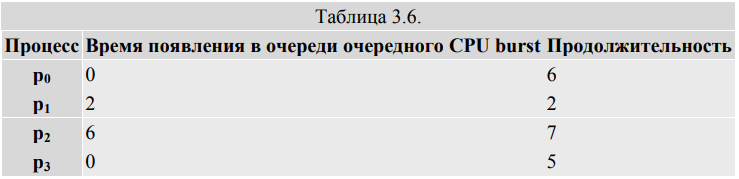 Таблица 3.6.
Процесс Время появления в очереди очередного CPU burst Продолжительность
p0 0 6
p1 2 2
p2 6 7
p3 0 5